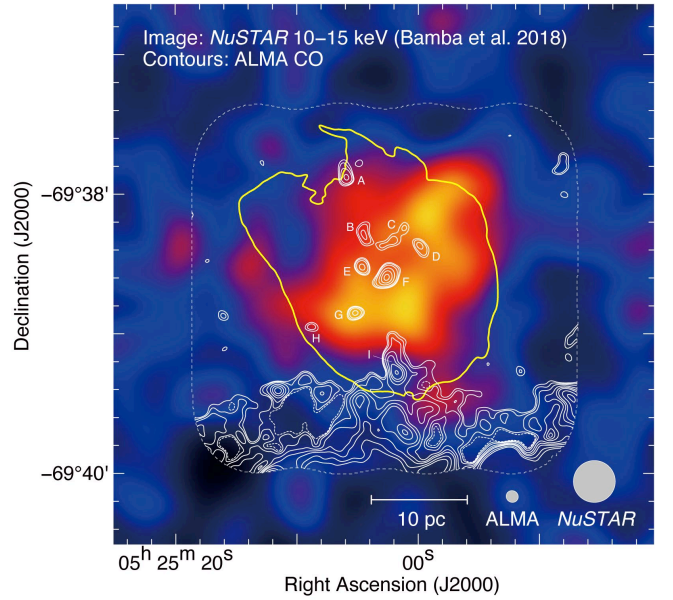 Image: NuSTAR 10–15 keV (Bamba et al. 2018)
Contours: ALMA CO
A
B
C
D
E
F
G
H
I
10 pc
ALMA
NuSTAR
−69°38'
−69°40'
Declination (J2000)
05h 25m 20s
00s
Right Ascension (J2000)